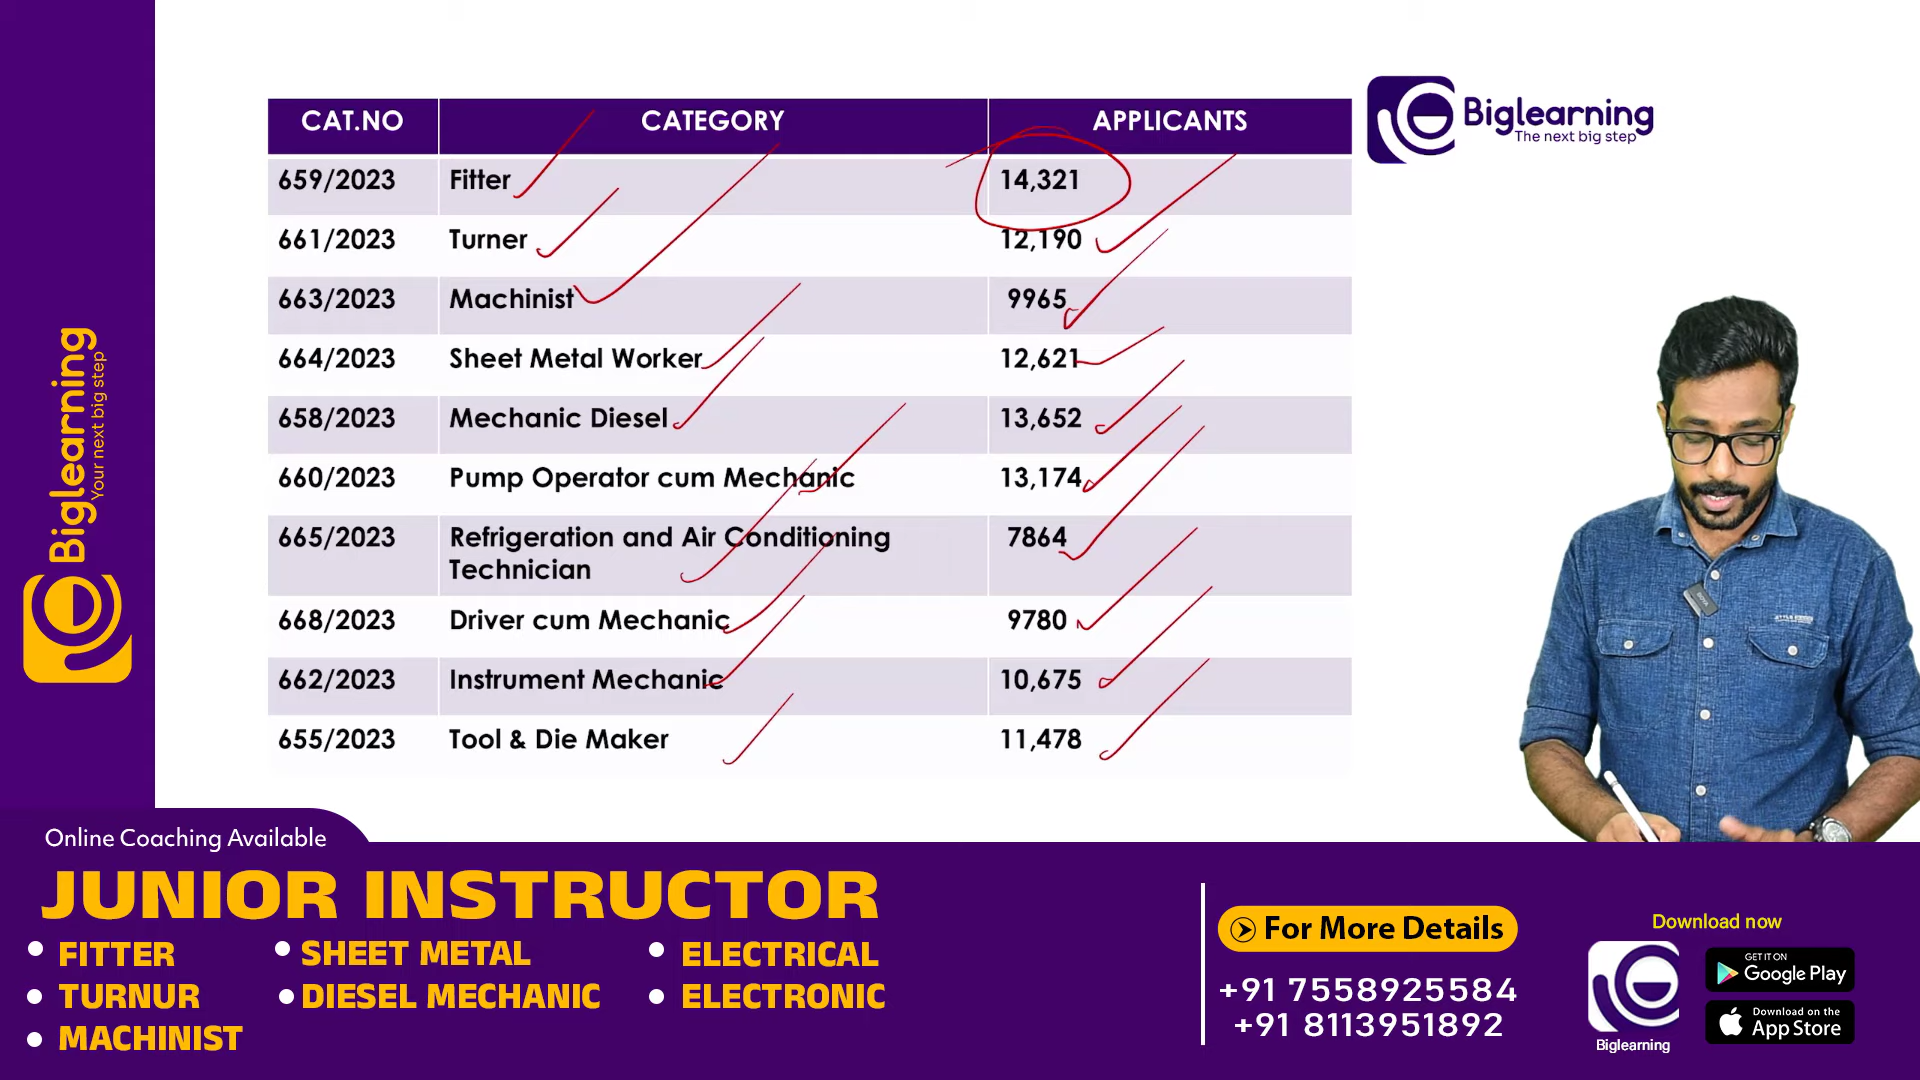 CAT.NO CATEGORY APPLICANTS
659/2023 Fitter 14,321
661/2023 Turner 12,190
663/2023 Machinist 9965
664/2023 Sheet Metal Worker 12,621
658/2023 Mechanic Diesel 13,652
660/2023 Pump Operator cum Mechanic 13,174
665/2023 Refrigeration and Air Conditioning 7864
Technician
668/2023 Driver cum Mechanic 9780
662/2023 Instrument Mechanic 10,675
655/2023 Tool & Die Maker 11,478
Biglearning
The next big step
Biglearning
Your next big step
Online Coaching Available
JUNIOR INSTRUCTOR
FITTER
TURNUR
MACHINIST
SHEET METAL
DIESEL MECHANIC
ELECTRICAL
ELECTRONIC
For More Details
+91 7558925584
+91 8113951892
Download now
Biglearning
GET IT ON
Google Play
Download on the
App Store